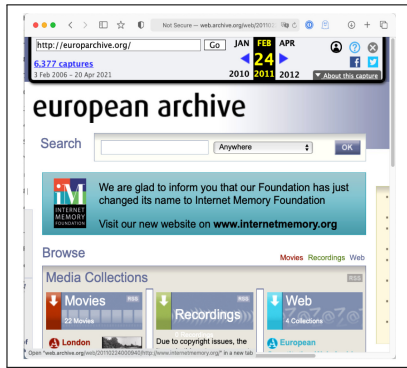 Not Secure — web.archive.org/web/201102
http://europarchive.org/
Go
JAN FEB APR
24
2010 2011 2012
6,377 captures
3 Feb 2006 – 20 Apr 2021
About this capture
european archive
Search
Anywhere
OK
iM
INTERNET
MEMORY
FOUNDATION
We are glad to inform you that our Foundation has just
changed its name to Internet Memory Foundation
Visit our new website on www.internetmemory.org
Browse
Movies Recordings Web
Media Collections
RSS
Movies
RSS
22 Movies
Recordings
Web
RSS
4 Collections
London
Due to copyright issues, the
European
Open "web.archive.org/web/20110224000940/http://www.internetmemory.org/" in a new tab